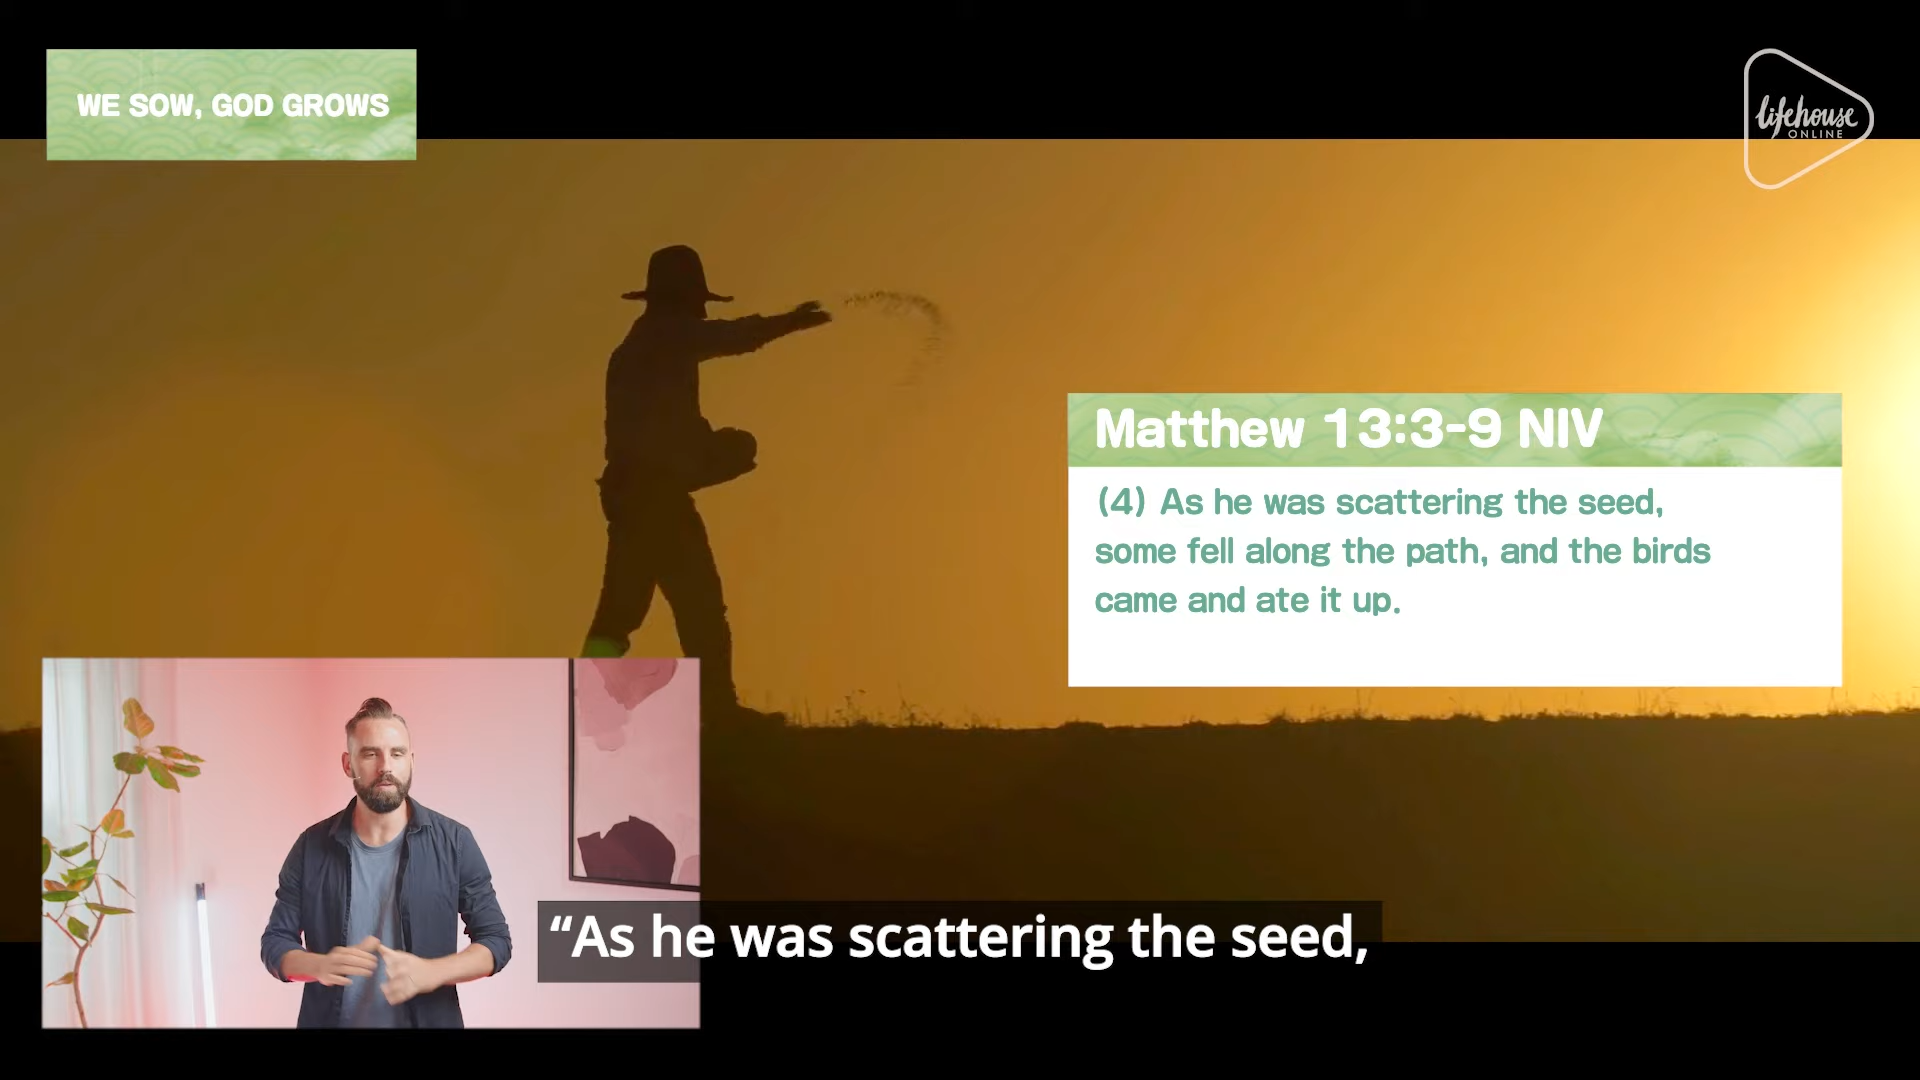 WE SOW, GOD GROWS
lifehouse
ONLINE
Matthew 13:3-9 NIV
(4) As he was scattering the seed,
some fell along the path, and the birds
came and ate it up.
“As he was scattering the seed,